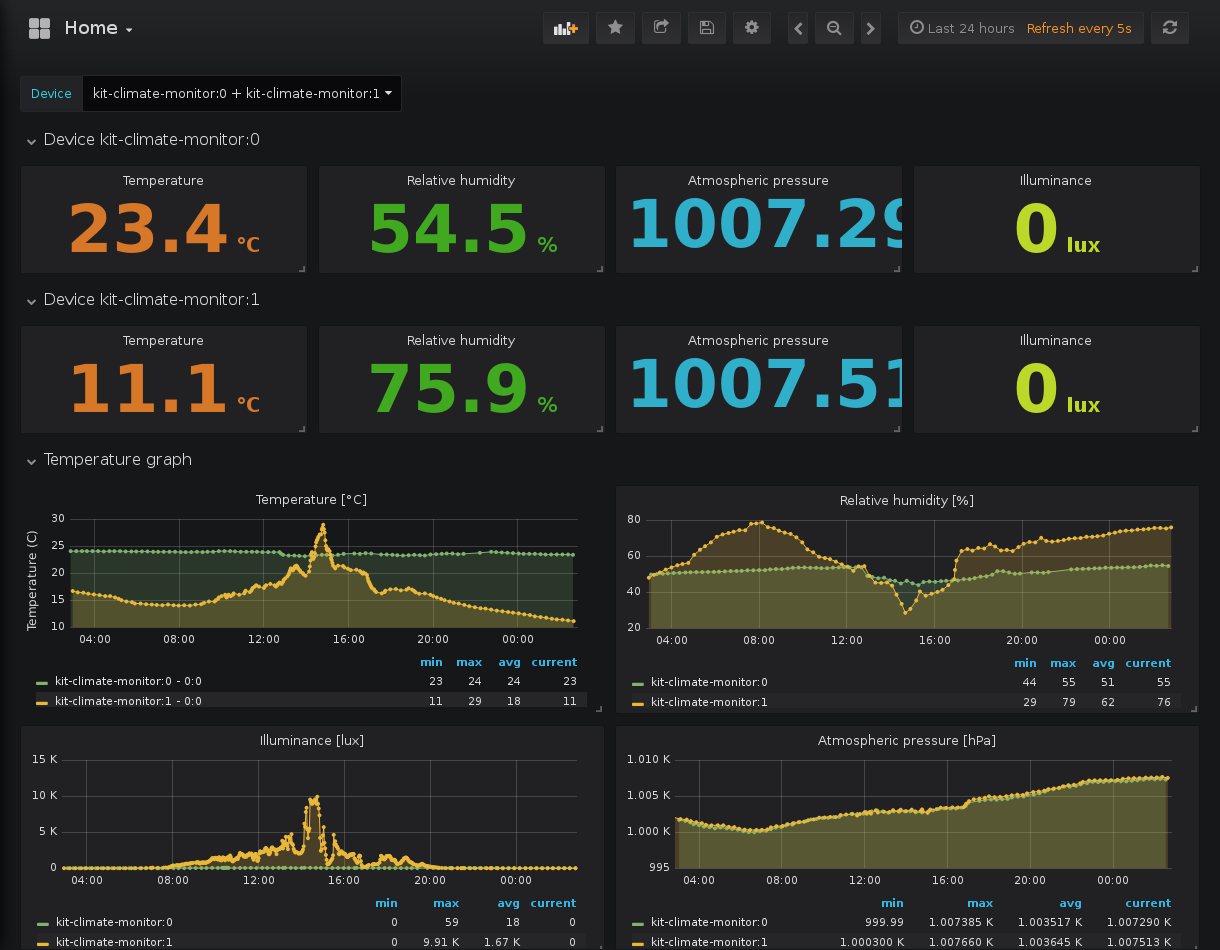 Home
Last 24 hours Refresh every 5s
Device kit-climate-monitor:0 + kit-climate-monitor:1
Device kit-climate-monitor:0
Temperature Relative humidity Atmospheric pressure Illuminance
23.4 °C 54.5 % 1007.29 0 lux
Device kit-climate-monitor:1
Temperature Relative humidity Atmospheric pressure Illuminance
11.1 °C 75.9 % 1007.51 0 lux
Temperature graph
Temperature [°C]
Temperature (C)
30
25
20
15
10
04:00 08:00 12:00 16:00 20:00 00:00
min max avg current
kit-climate-monitor:0 - 0:0 23 24 24 23
kit-climate-monitor:1 - 0:0 11 29 18 11
Relative humidity [%]
80
60
40
20
04:00 08:00 12:00 16:00 20:00 00:00
min max avg current
kit-climate-monitor:0 44 55 51 55
kit-climate-monitor:1 29 79 62 76
Illuminance [lux]
15 K
10 K
5 K
0
04:00 08:00 12:00 16:00 20:00 00:00
min max avg current
kit-climate-monitor:0 0 59 18 0
kit-climate-monitor:1 0 9.91 K 1.67 K 0
Atmospheric pressure [hPa]
1.010 K
1.005 K
1.000 K
995
04:00 08:00 12:00 16:00 20:00 00:00
min max avg current
kit-climate-monitor:0 999.99 1.007385 K 1.003517 K 1.007290 K
kit-climate-monitor:1 1.000300 K 1.007660 K 1.003645 K 1.007513 K